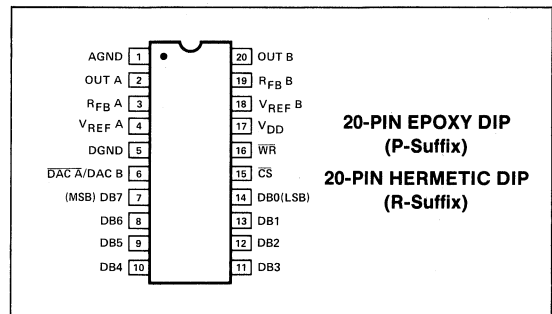 AGND 1
OUT A 2
RFB A 3
VREF A 4
DGND 5
DAC A/DAC B 6
(MSB) DB7 7
DB6 8
DB5 9
DB4 10
20 OUT B
19 RFB B
18 VREF B
17 VDD
16 WR
15 CS
14 DB0(LSB)
13 DB1
12 DB2
11 DB3
20-PIN EPOXY DIP
(P-Suffix)
20-PIN HERMETIC DIP
(R-Suffix)